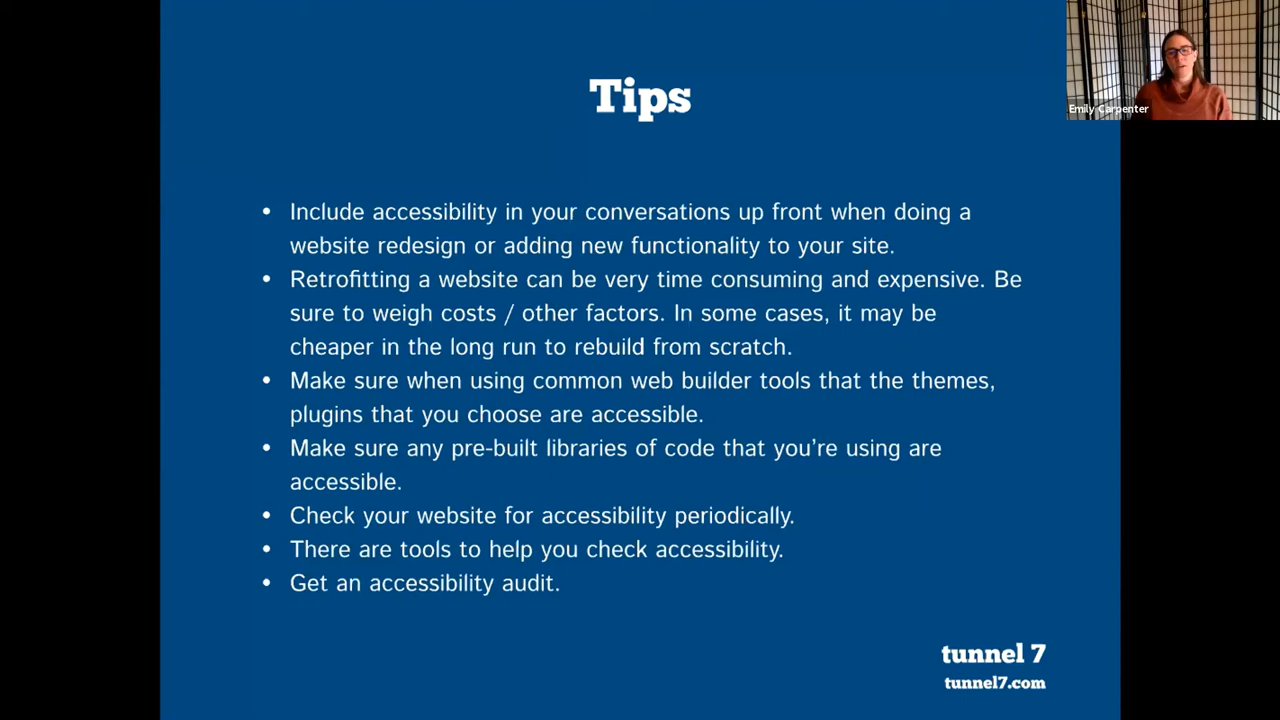 Tips
Emily Carpenter
• Include accessibility in your conversations up front when doing a
website redesign or adding new functionality to your site.
• Retrofitting a website can be very time consuming and expensive. Be
sure to weigh costs / other factors. In some cases, it may be
cheaper in the long run to rebuild from scratch.
• Make sure when using common web builder tools that the themes,
plugins that you choose are accessible.
• Make sure any pre-built libraries of code that you’re using are
accessible.
• Check your website for accessibility periodically.
• There are tools to help you check accessibility.
• Get an accessibility audit.
tunnel 7
tunnel7.com